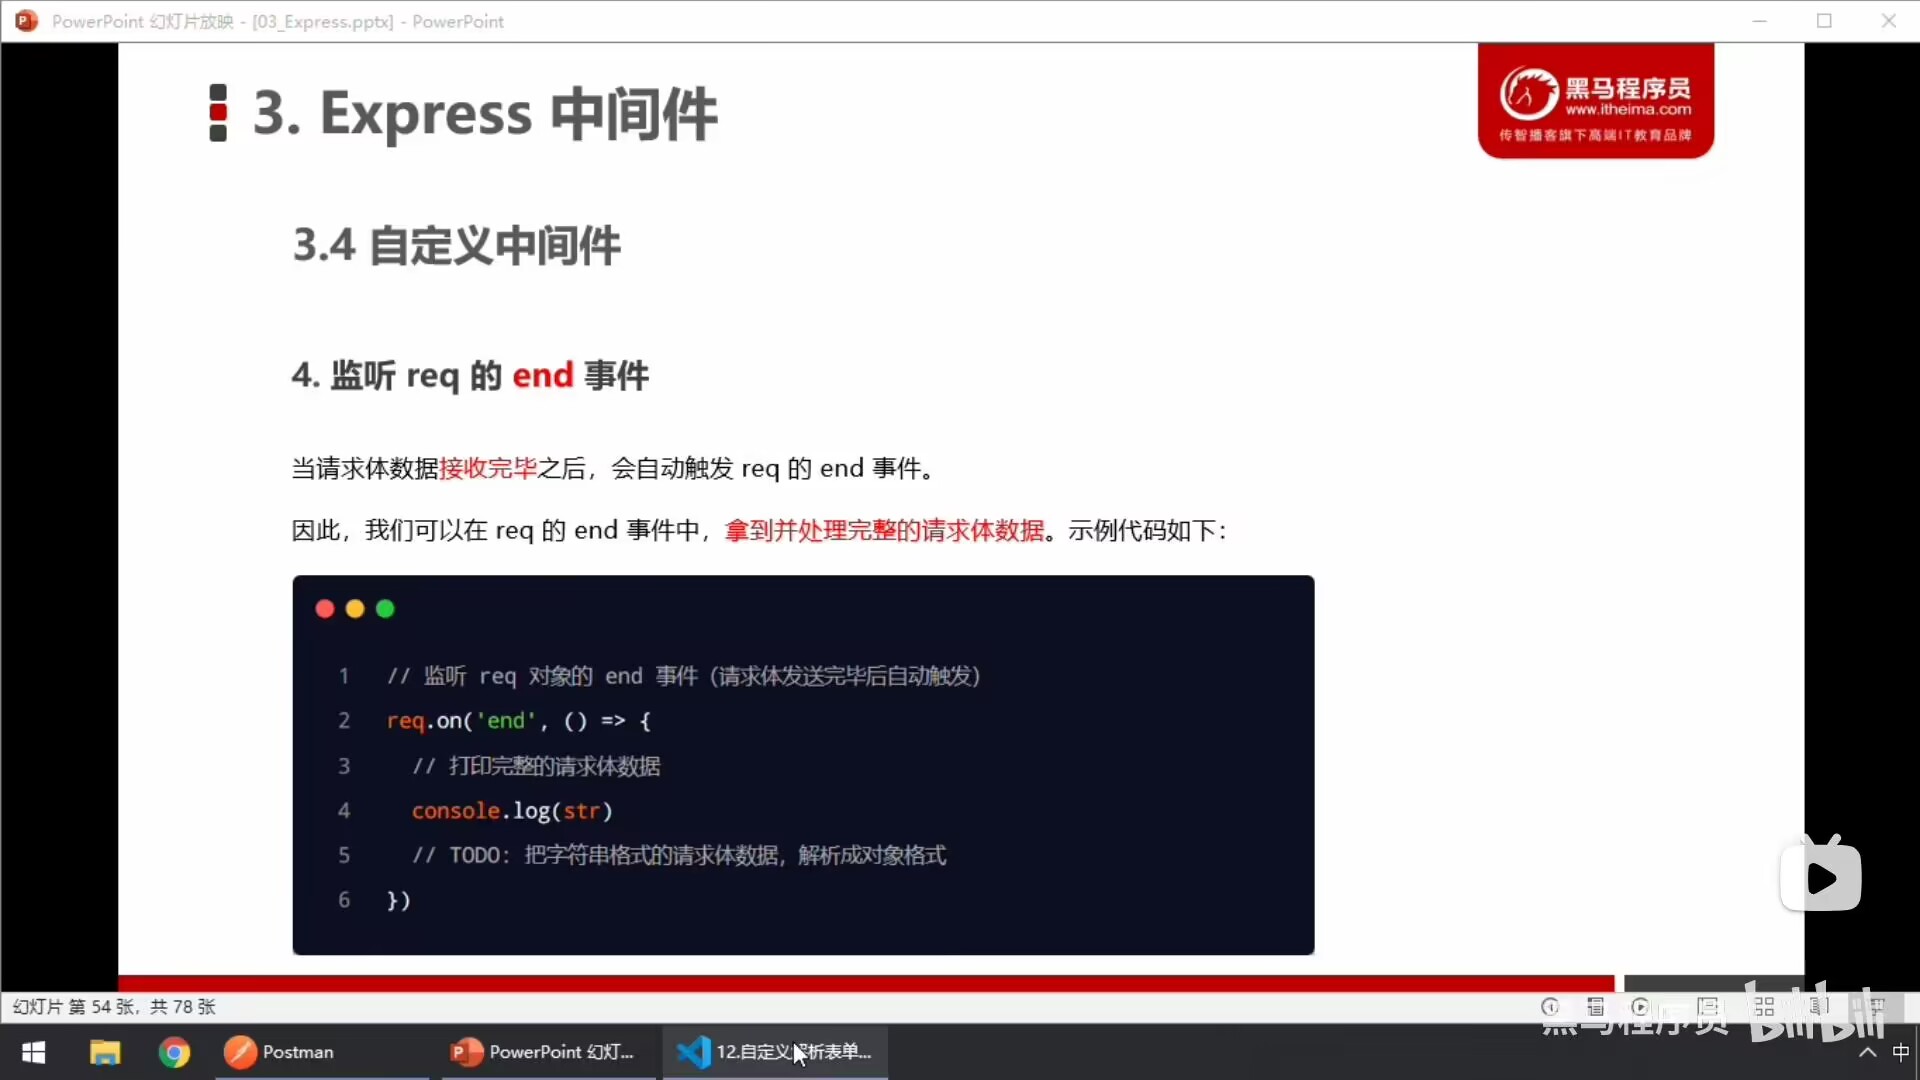 PowerPoint 幻灯片放映 - [03_Express.pptx] - PowerPoint
3. Express 中间件
黑马程序员
www.itheima.com
传智播客旗下高端IT教育品牌
3.4 自定义中间件
4. 监听 req 的 end 事件
当请求体数据接收完毕之后，会自动触发 req 的 end 事件。
因此，我们可以在 req 的 end 事件中，拿到并处理完整的请求体数据。示例代码如下：
1 // 监听 req 对象的 end 事件（请求体发送完毕后自动触发）
2 req.on('end', () => {
3 // 打印完整的请求体数据
4 console.log(str)
5 // TODO: 把字符串格式的请求体数据，解析成对象格式
6 })
幻灯片 第 54 张，共 78 张
黑马程序员 bilibili
Postman
PowerPoint 幻灯...
12.自定义解析表单...
中